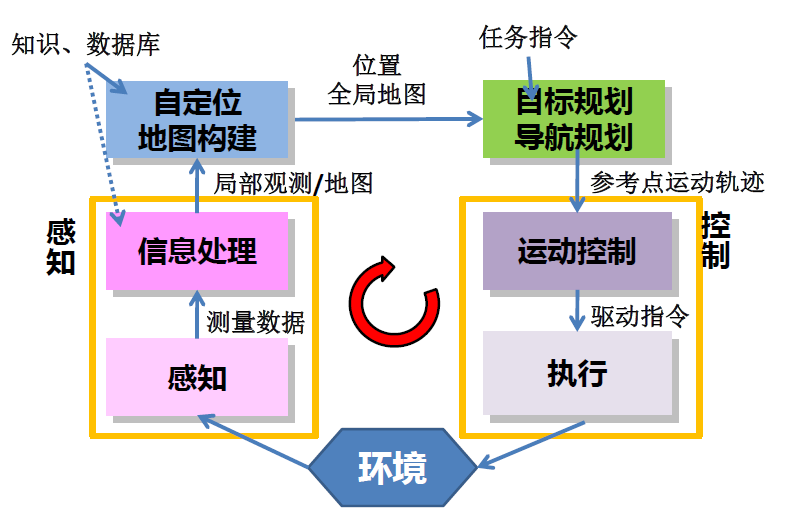 知识、数据库
任务指令
自定位
地图构建
位置
全局地图
目标规划
导航规划
局部观测/地图
参考点运动轨迹
感知
信息处理
运动控制
控制
测量数据
驱动指令
感知
执行
环境